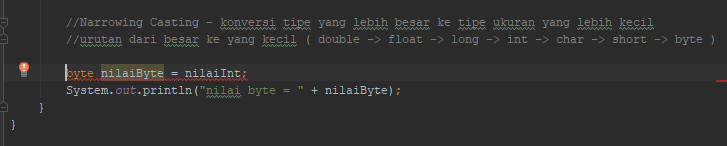 //Narrowing Casting - konversi tipe yang lebih besar ke tipe ukuran yang lebih kecil
//urutan dari besar ke yang kecil ( double -> float -> long -> int -> char -> short -> byte )
byte nilaiByte = nilaiInt;
System.out.println("nilai byte = " + nilaiByte);
}
}